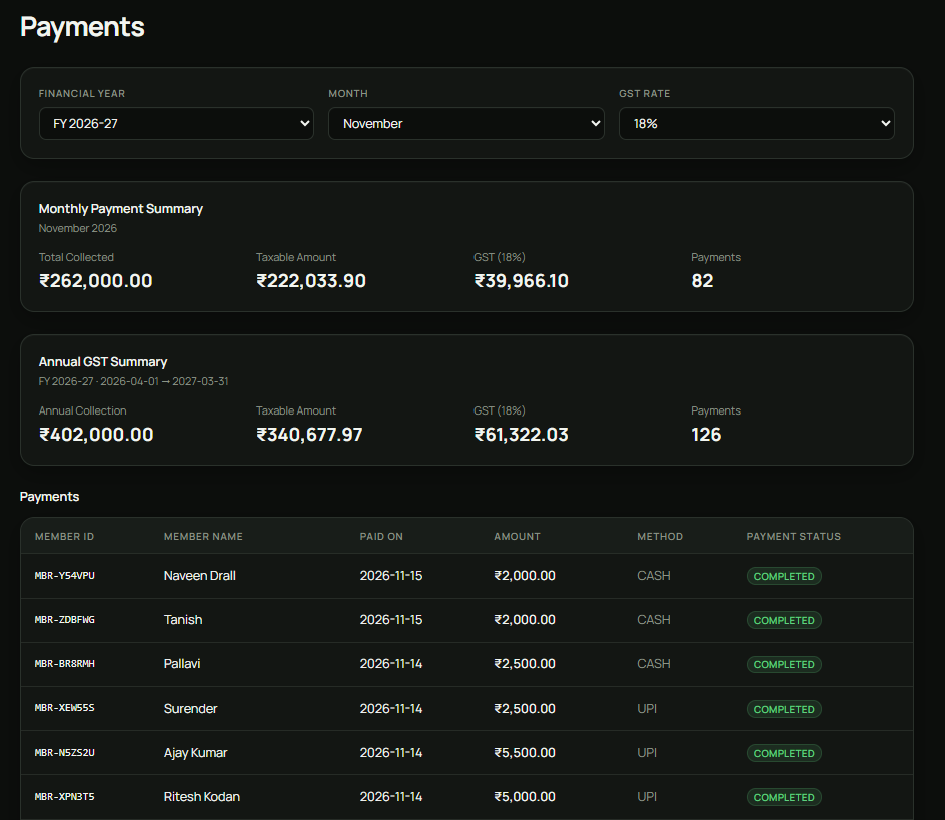 Payments
FINANCIAL YEAR MONTH GST RATE
FY 2026-27 November 18%
Monthly Payment Summary
November 2026
Total Collected Taxable Amount GST (18%) Payments
₹262,000.00 ₹222,033.90 ₹39,966.10 82
Annual GST Summary
FY 2026-27 · 2026-04-01 → 2027-03-31
Annual Collection Taxable Amount GST (18%) Payments
₹402,000.00 ₹340,677.97 ₹61,322.03 126
Payments
MEMBER ID MEMBER NAME PAID ON AMOUNT METHOD PAYMENT STATUS
MBR-Y54VPU Naveen Drall 2026-11-15 ₹2,000.00 CASH COMPLETED
MBR-ZDBFWG Tanish 2026-11-15 ₹2,000.00 CASH COMPLETED
MBR-BR8RMH Pallavi 2026-11-14 ₹2,500.00 CASH COMPLETED
MBR-XEW55S Surender 2026-11-14 ₹2,500.00 UPI COMPLETED
MBR-N5ZS2U Ajay Kumar 2026-11-14 ₹5,500.00 UPI COMPLETED
MBR-XPN3T5 Ritesh Kodan 2026-11-14 ₹5,000.00 UPI COMPLETED